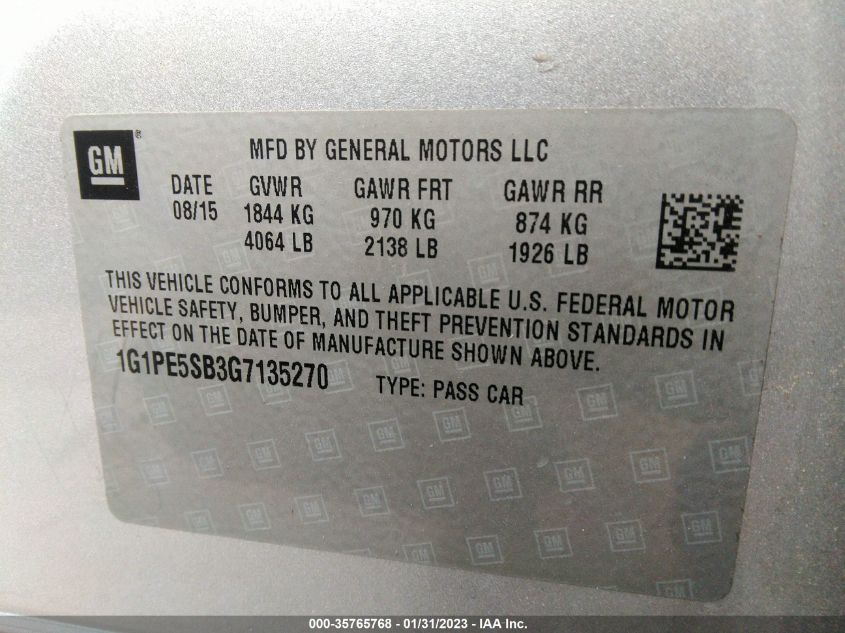 GM ®
MFD BY GENERAL MOTORS LLC
DATE GVWR GAWR FRT GAWR RR
08/15 1844 KG 970 KG 874 KG
4064 LB 2138 LB 1926 LB
THIS VEHICLE CONFORMS TO ALL APPLICABLE U.S. FEDERAL MOTOR
VEHICLE SAFETY, BUMPER, AND THEFT PREVENTION STANDARDS IN
EFFECT ON THE DATE OF MANUFACTURE SHOWN ABOVE.
1G1PE5SB3G7135270 TYPE: PASS CAR
000-35765768 - 01/31/2023 - IAA Inc.